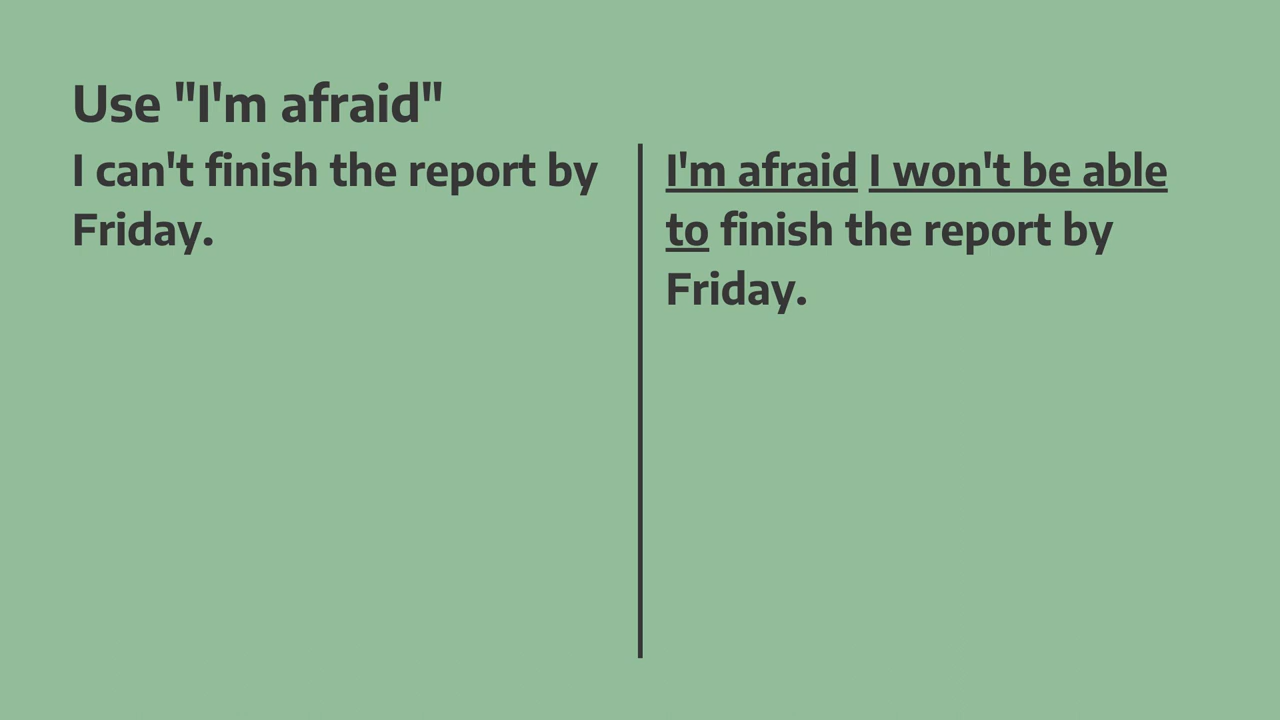 Use "I'm afraid"
I can't finish the report by
Friday.
I'm afraid I won't be able
to finish the report by
Friday.